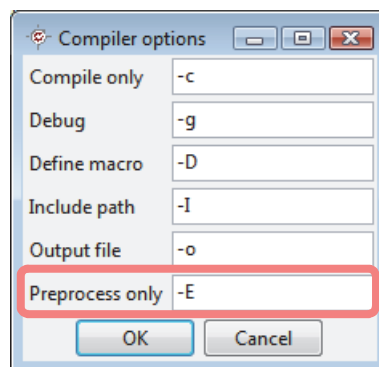 Compiler options
Compile only -c
Debug -g
Define macro -D
Include path -I
Output file -o
Preprocess only -E
OK Cancel